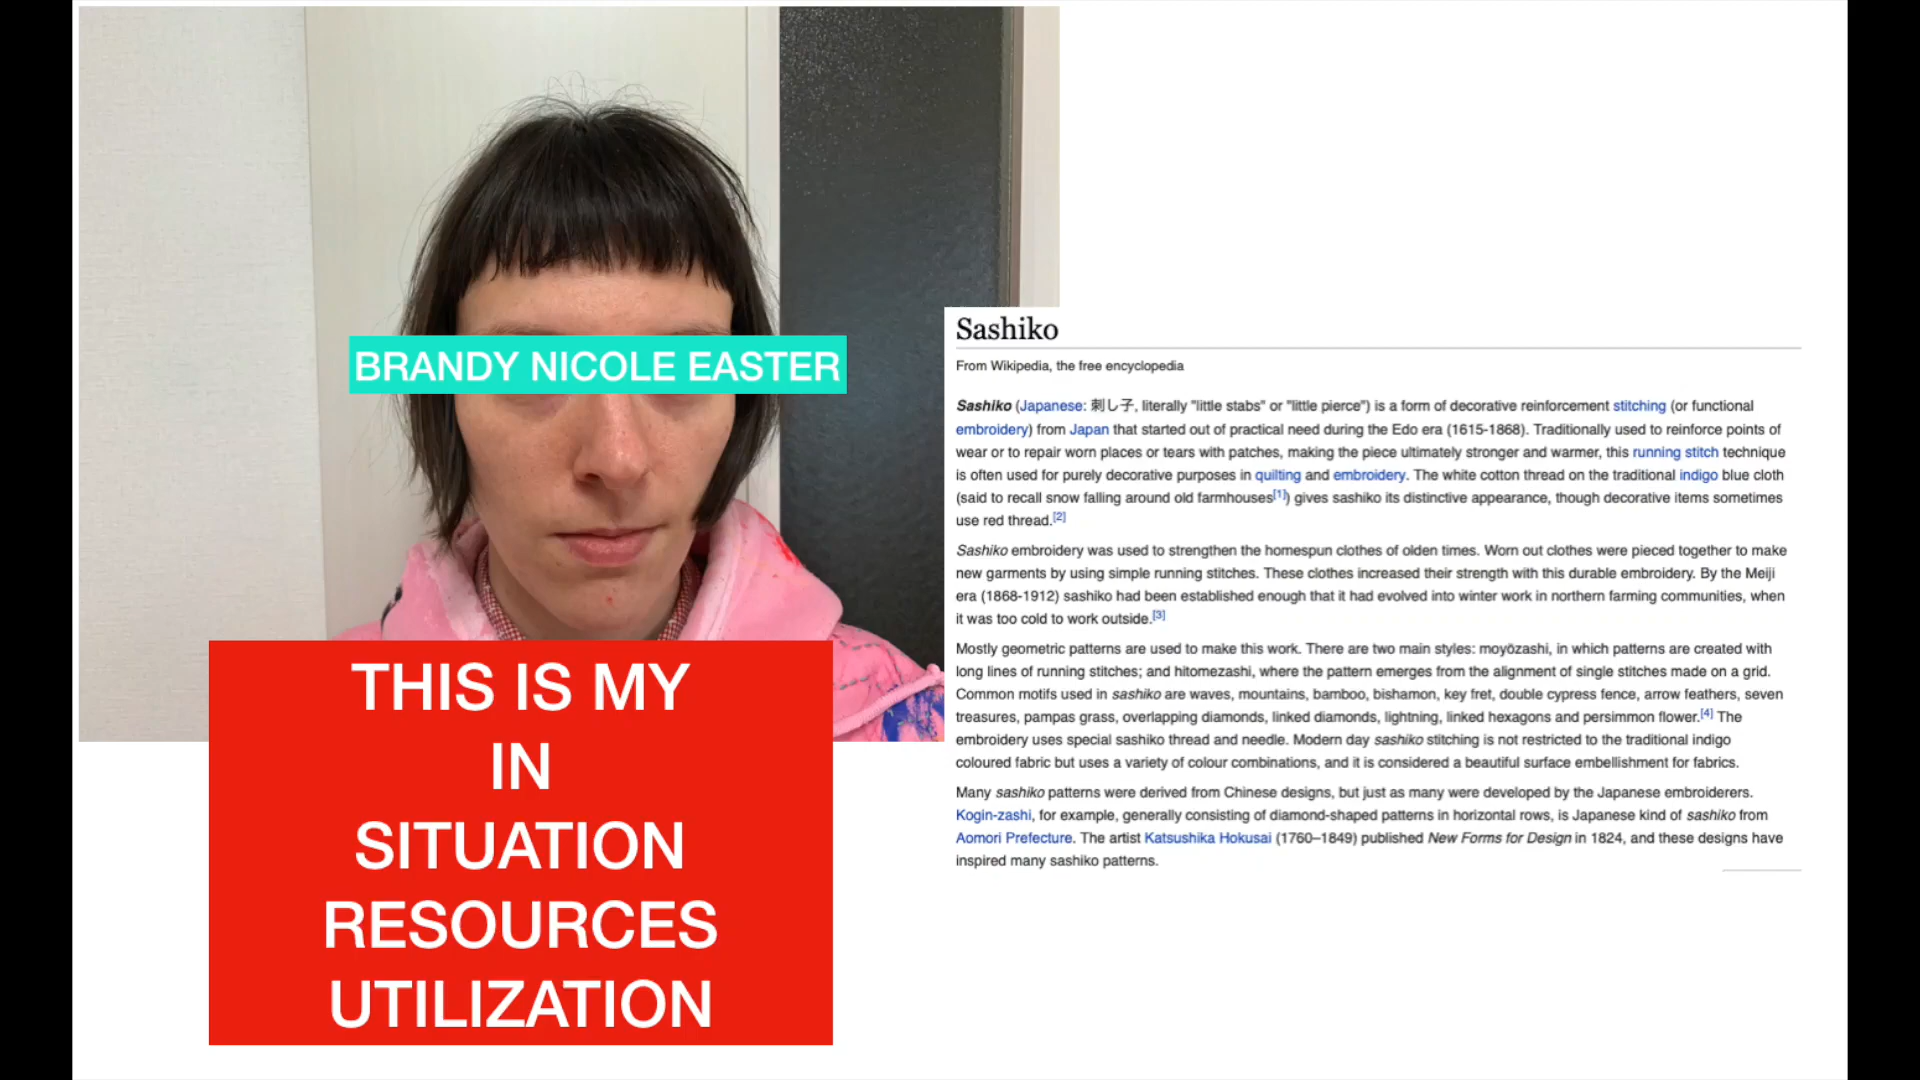 BRANDY NICOLE EASTER
THIS IS MY
IN
SITUATION
RESOURCES
UTILIZATION
Sashiko
From Wikipedia, the free encyclopedia
Sashiko (Japanese: 刺し子, literally "little stabs" or "little pierce") is a form of decorative reinforcement stitching (or functional
embroidery) from Japan that started out of practical need during the Edo era (1615-1868). Traditionally used to reinforce points of
wear or to repair worn places or tears with patches, making the piece ultimately stronger and warmer, this running stitch technique
is often used for purely decorative purposes in quilting and embroidery. The white cotton thread on the traditional indigo blue cloth
(said to recall snow falling around old farmhouses[1]) gives sashiko its distinctive appearance, though decorative items sometimes
use red thread.[2]
Sashiko embroidery was used to strengthen the homespun clothes of olden times. Worn out clothes were pieced together to make
new garments by using simple running stitches. These clothes increased their strength with this durable embroidery. By the Meiji
era (1868-1912) sashiko had been established enough that it had evolved into winter work in northern farming communities, when
it was too cold to work outside.[3]
Mostly geometric patterns are used to make this work. There are two main styles: moyōzashi, in which patterns are created with
long lines of running stitches; and hitomezashi, where the pattern emerges from the alignment of single stitches made on a grid.
Common motifs used in sashiko are waves, mountains, bamboo, bishamon, key fret, double cypress fence, arrow feathers, seven
treasures, pampas grass, overlapping diamonds, linked diamonds, lightning, linked hexagons and persimmon flower.[4] The
embroidery uses special sashiko thread and needle. Modern day sashiko stitching is not restricted to the traditional indigo
coloured fabric but uses a variety of colour combinations, and it is considered a beautiful surface embellishment for fabrics.
Many sashiko patterns were derived from Chinese designs, but just as many were developed by the Japanese embroiderers.
Kogin-zashi, for example, generally consisting of diamond-shaped patterns in horizontal rows, is Japanese kind of sashiko from
Aomori Prefecture. The artist Katsushika Hokusai (1760–1849) published New Forms for Design in 1824, and these designs have
inspired many sashiko patterns.